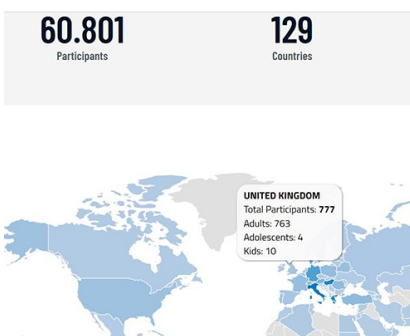 60.801
129
Participants
Countries
UNITED KINGDOM
Total Participants: 777
Adults: 763
Adolescents: 4
Kids: 10